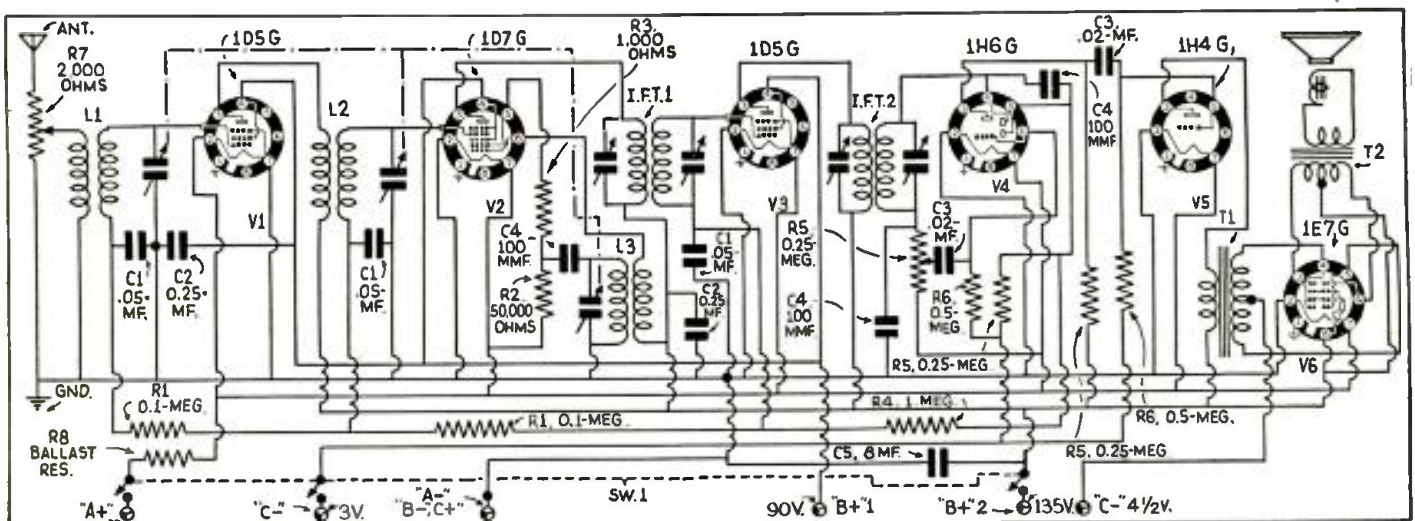 ANT.
R7
2,000
OHMS
1D5G
L1
L2
1D7G
R3,
1,000
OHMS
I.F.T.1
1D5G
I.F.T.2
1H6G
C3,
.02-MF.
C4
100
MMF
1H4G,
T2
V1
V2
V3
V4
V5
T1
1E7G
V6
C1
.05-
MF.
C2
0.25-
MF.
C1
.05-
MF.
C4
100-
MMF.
R2
50,000
OHMS
L3
C1
.05-
MF.
C2
0.25
MF.
R5
0.25-
MEG.
C4
100
MMF
C3
.02-
MF.
R6
0.5-
MEG.
R5, 0.25-MEG
GND.
R1
0.1-MEG.
R1, 0.1-MEG.
R4, 1 MEG.
R6, 0.5-MEG.
R5, 0.25-MEG
R8
BALLAST
RES.
C5, 8 MF.
SW.1
"A+"
"C-"
3V.
"A-"
B-,"C+"
90V.
"B+"1
"B+"2
135V.
"C-" 4½V.